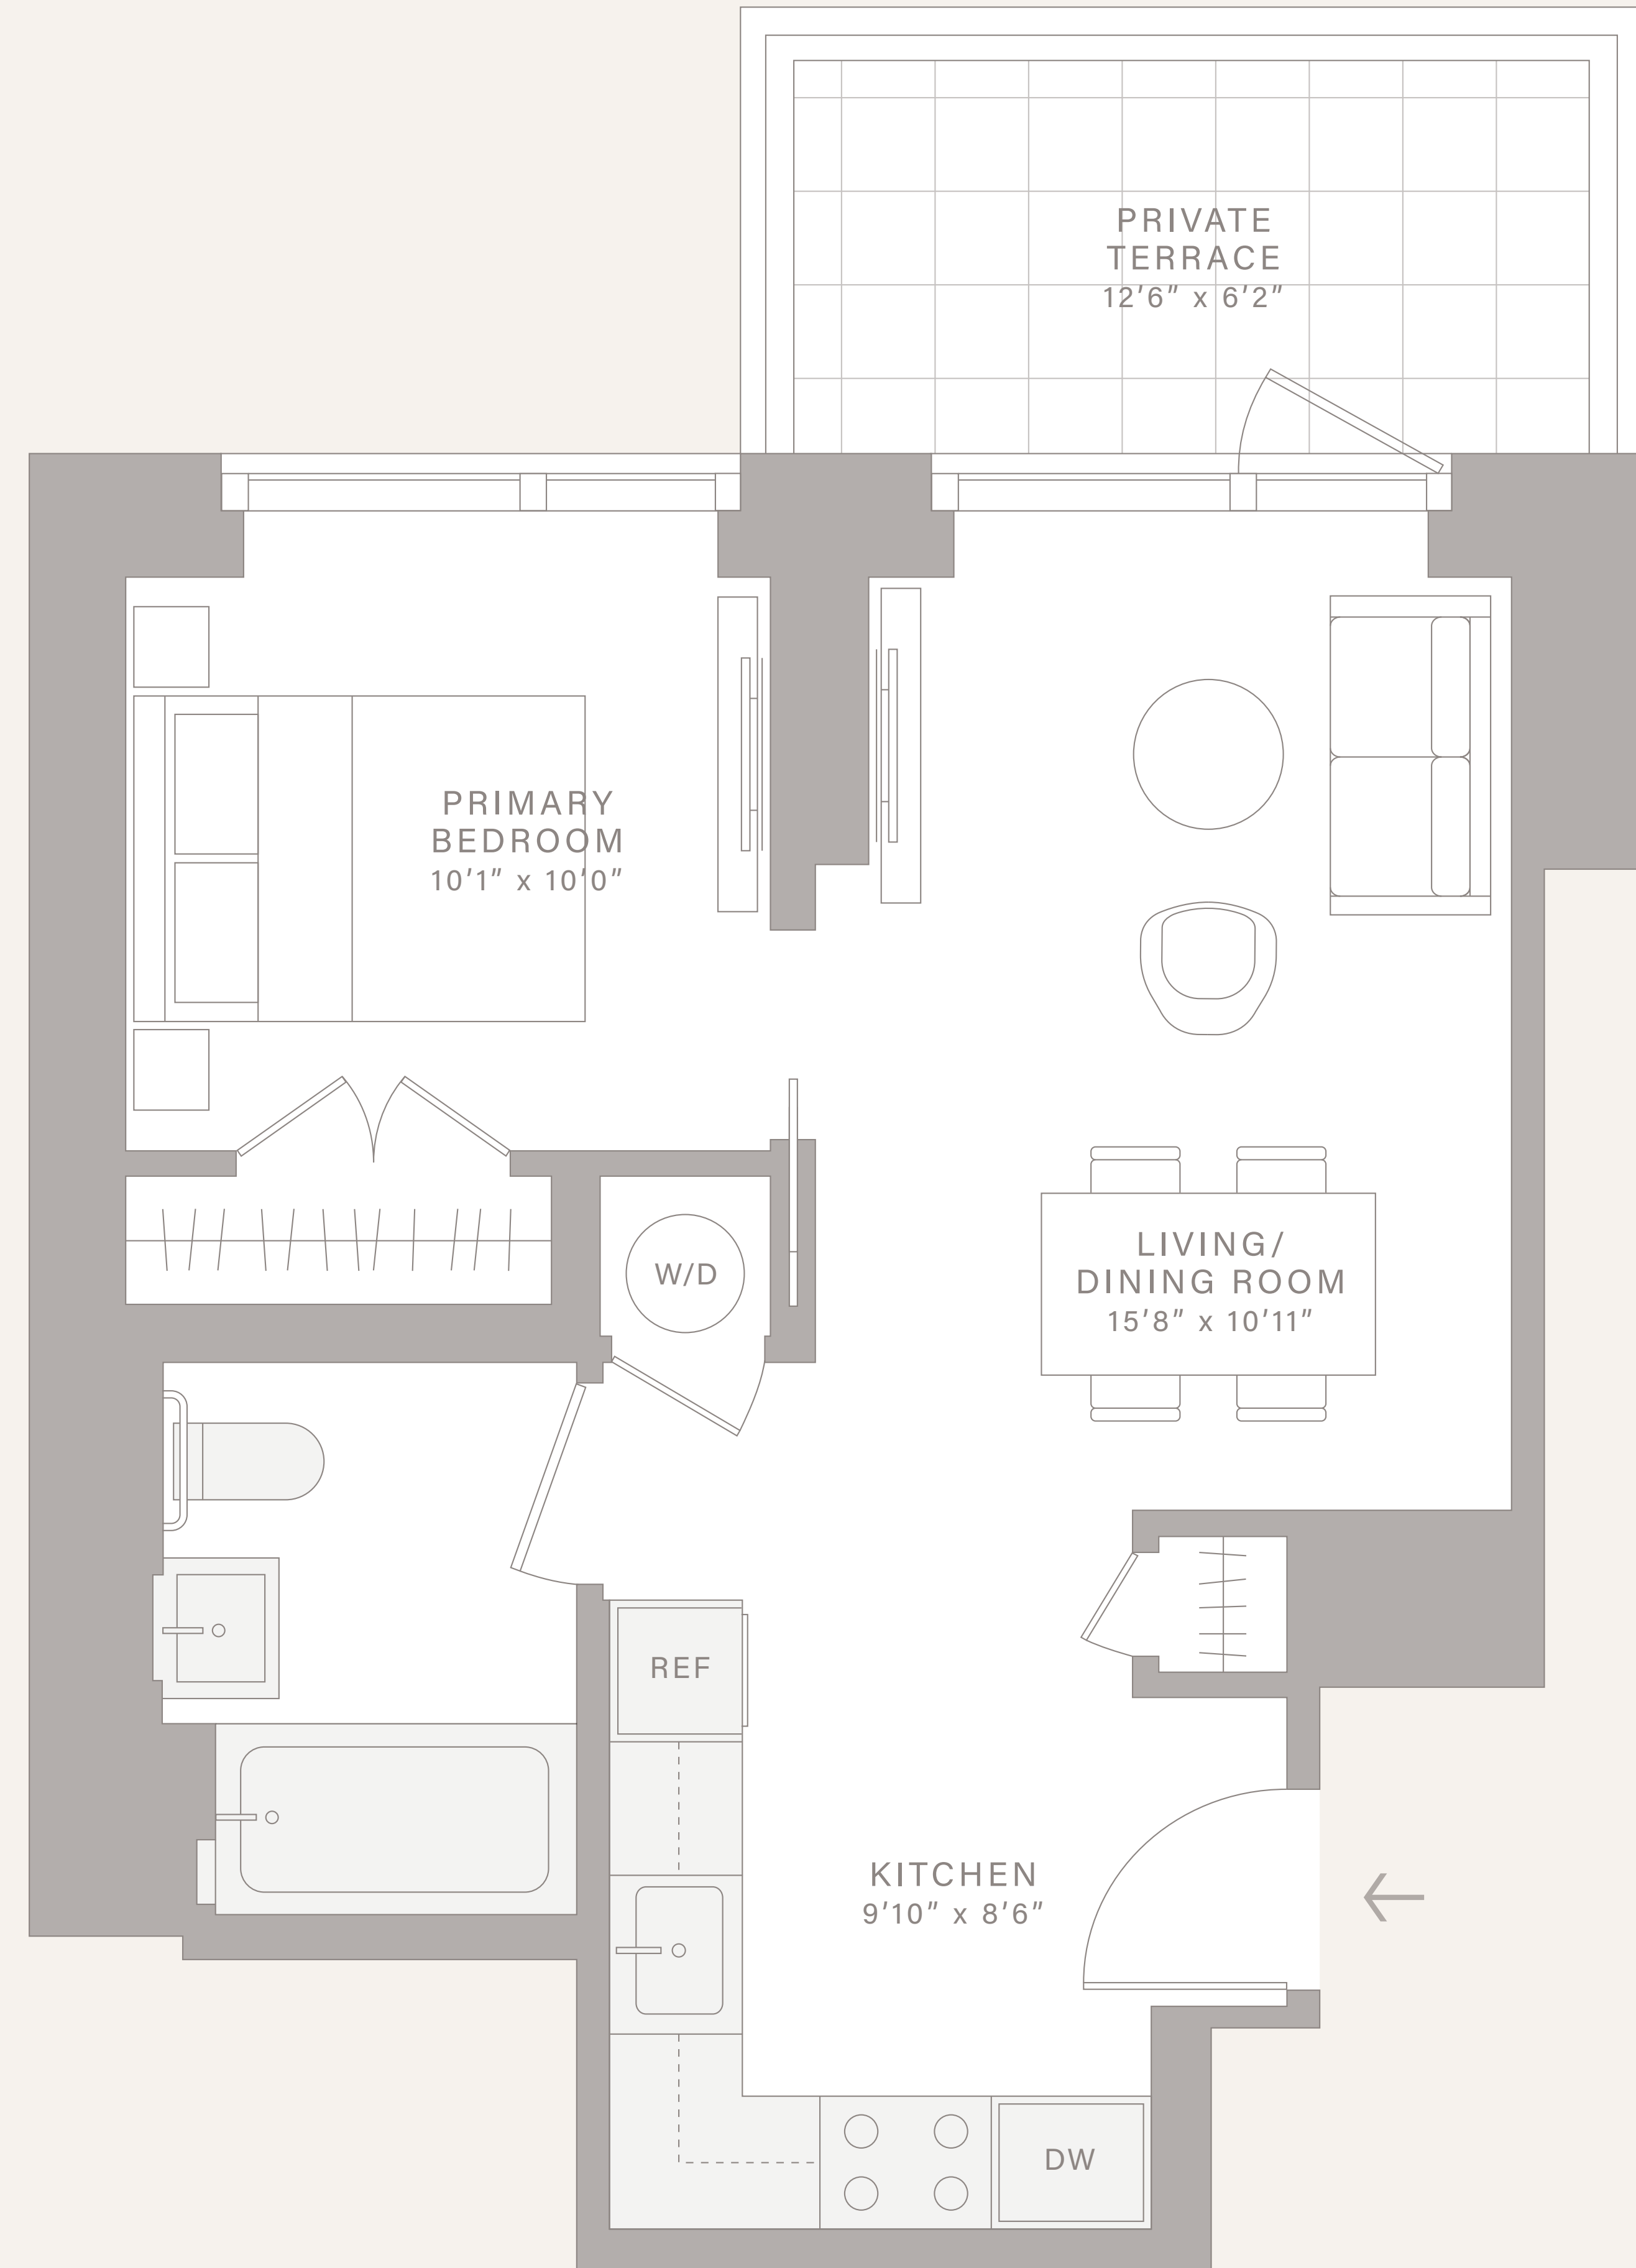 PRIVATE
TERRACE
12’6” x 6’2”
PRIMARY
BEDROOM
10’1” x 10’0”
W/D
LIVING/
DINING ROOM
15’8” x 10’11”
REF
KITCHEN
9’10” x 8’6”
DW